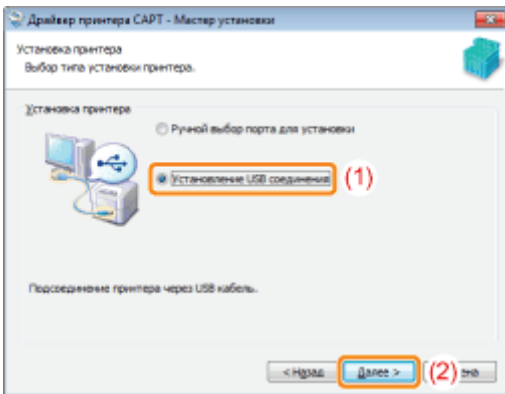 Драйвер принтера CAPT - Мастер установки
Установка принтера
Выбор типа установки принтера.
Установка принтера
Ручной выбор порта для установки
Установление USB соединения (1)
Подсоединение принтера через USB кабель.
< Назад Далее > (2)